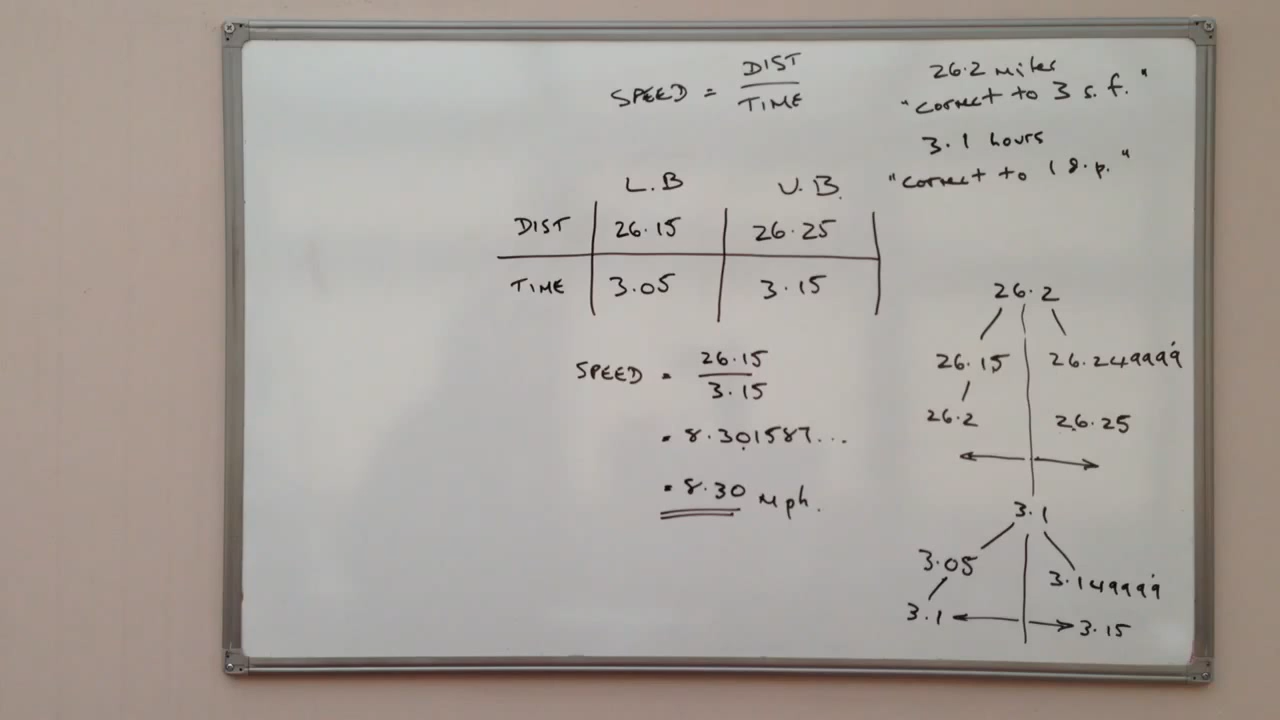 SPEED = DIST / TIME
26.2 miles
"correct to 3 s.f."
3.1 hours
"correct to 1 d.p."
L.B U.B.
DIST 26.15 26.25
TIME 3.05 3.15
SPEED = 26.15 / 3.15
= 8.301587...
= 8.30 mph.
26.2
26.15 26.249999̇
26.2 26.25
3.1
3.05 3.149999̇
3.1 3.15